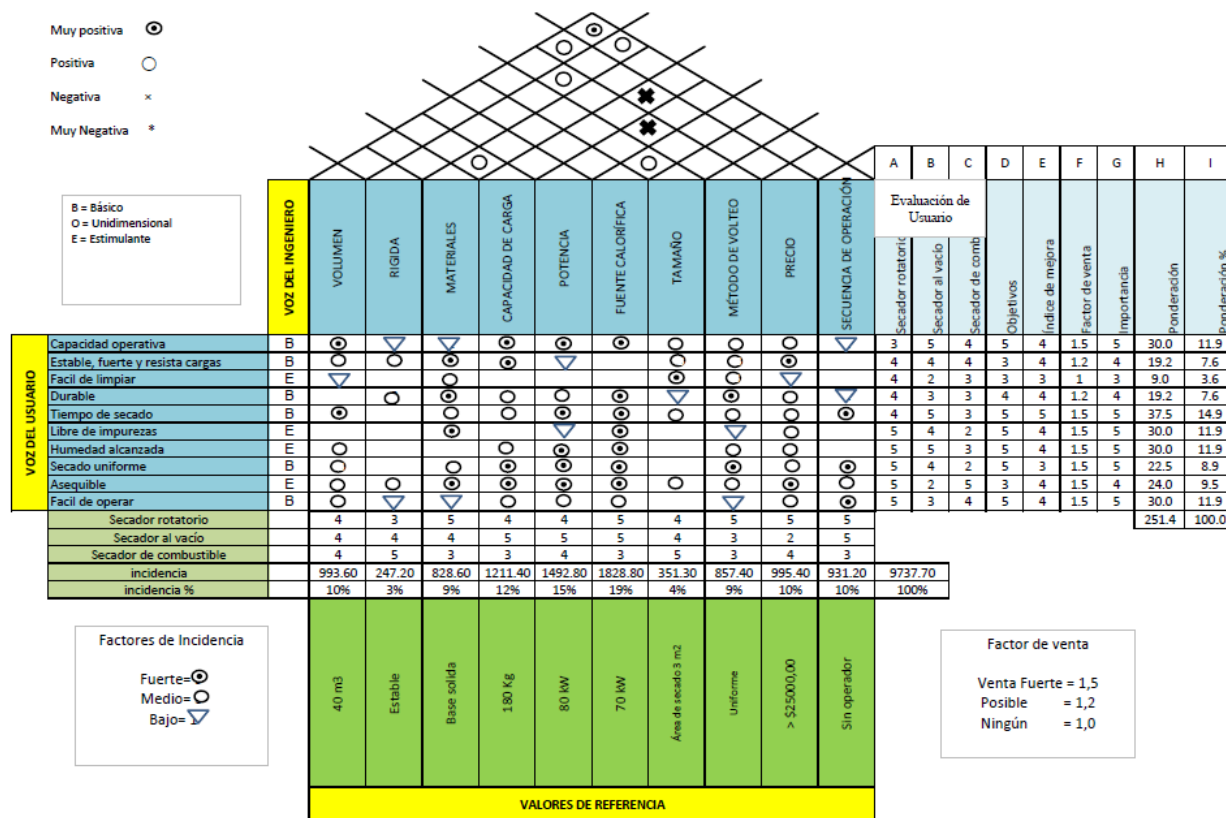 Muy positiva
Positiva
Negativa ×
Muy Negativa *
B = Básico
O = Unidimensional
E = Estimulante
VOZ DEL INGENIERO
VOLUMEN
RIGIDA
MATERIALES
CAPACIDAD DE CARGA
POTENCIA
FUENTE CALORÍFICA
TAMAÑO
MÉTODO DE VOLTEO
PRECIO
SECUENCIA DE OPERACIÓN
A B C D E F G H I
Evaluación de
Usuario
Secador rotatorio
Secador al vacío
Secador de comb
Objetivos
Índice de mejora
Factor de venta
Importancia
Ponderación
Ponderación %
VOZ DEL USUARIO
Capacidad operativa B 3 5 4 5 4 1.5 5 30.0 11.9
Estable, fuerte y resista cargas B 4 4 4 3 4 1.2 4 19.2 7.6
Facil de limpiar E 4 2 3 3 3 1 3 9.0 3.6
Durable B 4 3 3 4 4 1.2 4 19.2 7.6
Tiempo de secado B 4 5 3 5 5 1.5 5 37.5 14.9
Libre de impurezas E 5 4 2 5 4 1.5 5 30.0 11.9
Humedad alcanzada E 5 5 3 5 4 1.5 5 30.0 11.9
Secado uniforme B 5 4 2 5 3 1.5 5 22.5 8.9
Asequible E 5 2 5 3 4 1.5 4 24.0 9.5
Facil de operar B 5 3 4 5 4 1.5 5 30.0 11.9
Secador rotatorio 4 3 5 4 4 5 4 5 5 5 251.4 100.0
Secador al vacío 4 4 4 5 5 5 4 3 2 5
Secador de combustible 4 5 3 3 4 3 5 3 4 3
incidencia 993.60 247.20 828.60 1211.40 1492.80 1828.80 351.30 857.40 995.40 931.20 9737.70
incidencia % 10% 3% 9% 12% 15% 19% 4% 9% 10% 10% 100%
Factores de Incidencia
Fuerte=
Medio=
Bajo=
40 m3
Estable
Base solida
180 Kg
80 kW
70 kW
Área de secado 3 m2
Uniforme
> $25000,00
Sin operador
Factor de venta
Venta Fuerte = 1,5
Posible = 1,2
Ningún = 1,0
VALORES DE REFERENCIA